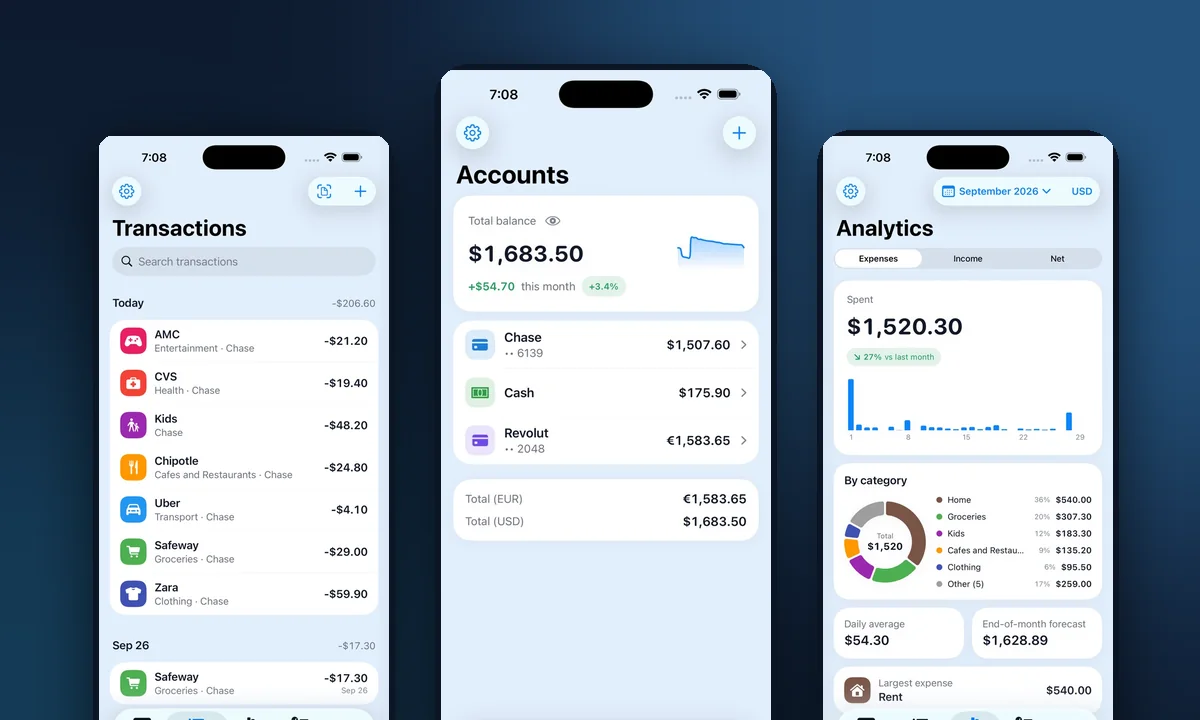 7:08
Transactions
Search transactions
Today
-$206.60
AMC
Entertainment · Chase
-$21.20
CVS
Health · Chase
-$19.40
Kids
Chase
-$48.20
Chipotle
Cafes and Restaurants · Chase
-$24.80
Uber
Transport · Chase
-$4.10
Safeway
Groceries · Chase
-$29.00
Zara
Clothing · Chase
-$59.90
Sep 26
-$17.30
Safeway
Groceries · Chase
-$17.30
Sep 26
7:08
Accounts
Total balance
$1,683.50
+$54.70 this month +3.4%
Chase
•• 6139
$1,507.60
Cash
$175.90
Revolut
•• 2048
€1,583.65
Total (EUR) €1,583.65
Total (USD) $1,683.50
7:08
September 2026 USD
Analytics
Expenses Income Net
Spent
$1,520.30
↘ 27% vs last month
1 8 15 22 29
By category
Total
$1,520
Home 36% $540.00
Groceries 20% $307.30
Kids 12% $183.30
Cafes and Restau... 9% $135.20
Clothing 6% $95.50
Other (5) 17% $259.00
Daily average
$54.30
End-of-month forecast
$1,628.89
Largest expense
Rent
$540.00